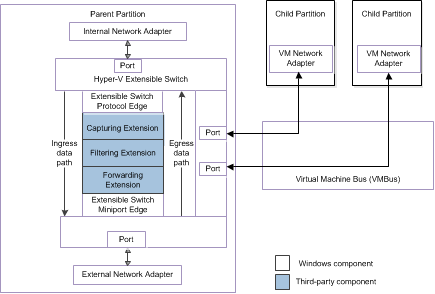 Parent Partition
Internal Network Adapter
Port
Hyper-V Extensible Switch
Extensible Switch
Protocol Edge
Capturing Extension
Filtering Extension
Forwarding
Extension
Extensible Switch
Miniport Edge
Ingress
data
path
Egress
data
path
Port
Port
Port
External Network Adapter
Child Partition
VM Network
Adapter
Child Partition
VM Network
Adapter
Virtual Machine Bus (VMBus)
Windows component
Third-party component